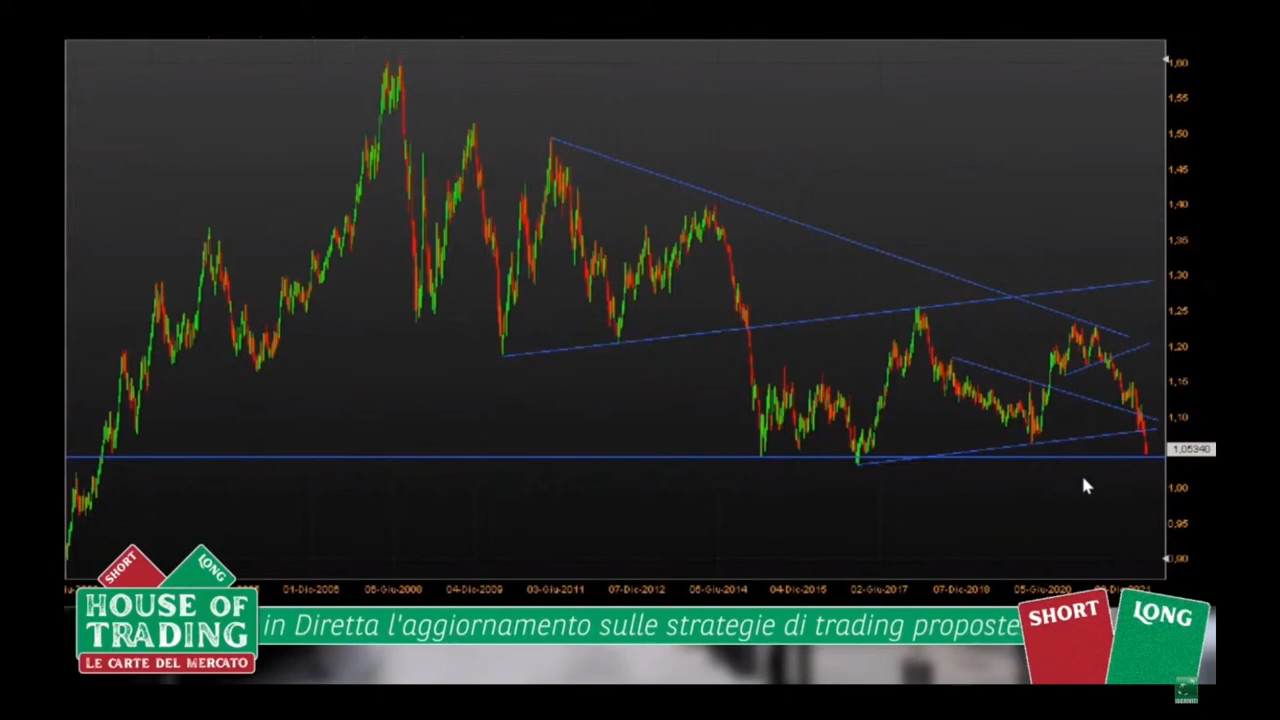 1,60
1,55
1,50
1,45
1,40
1,35
1,30
1,25
1,20
1,16
1,10
1,05340
1,00
0,95
0,90
01-Dic-2006 06-Giu-2008 04-Dic-2009 03-Giu-2011 07-Dic-2012 06-Giu-2014 04-Dic-2015 02-Giu-2017 07-Dic-2018 05-Giu-2020
SHORT
LONG
HOUSE OF
TRADING
LE CARTE DEL MERCATO
in Diretta l'aggiornamento sulle strategie di trading proposte
SHORT
LONG
ISCRIVITI